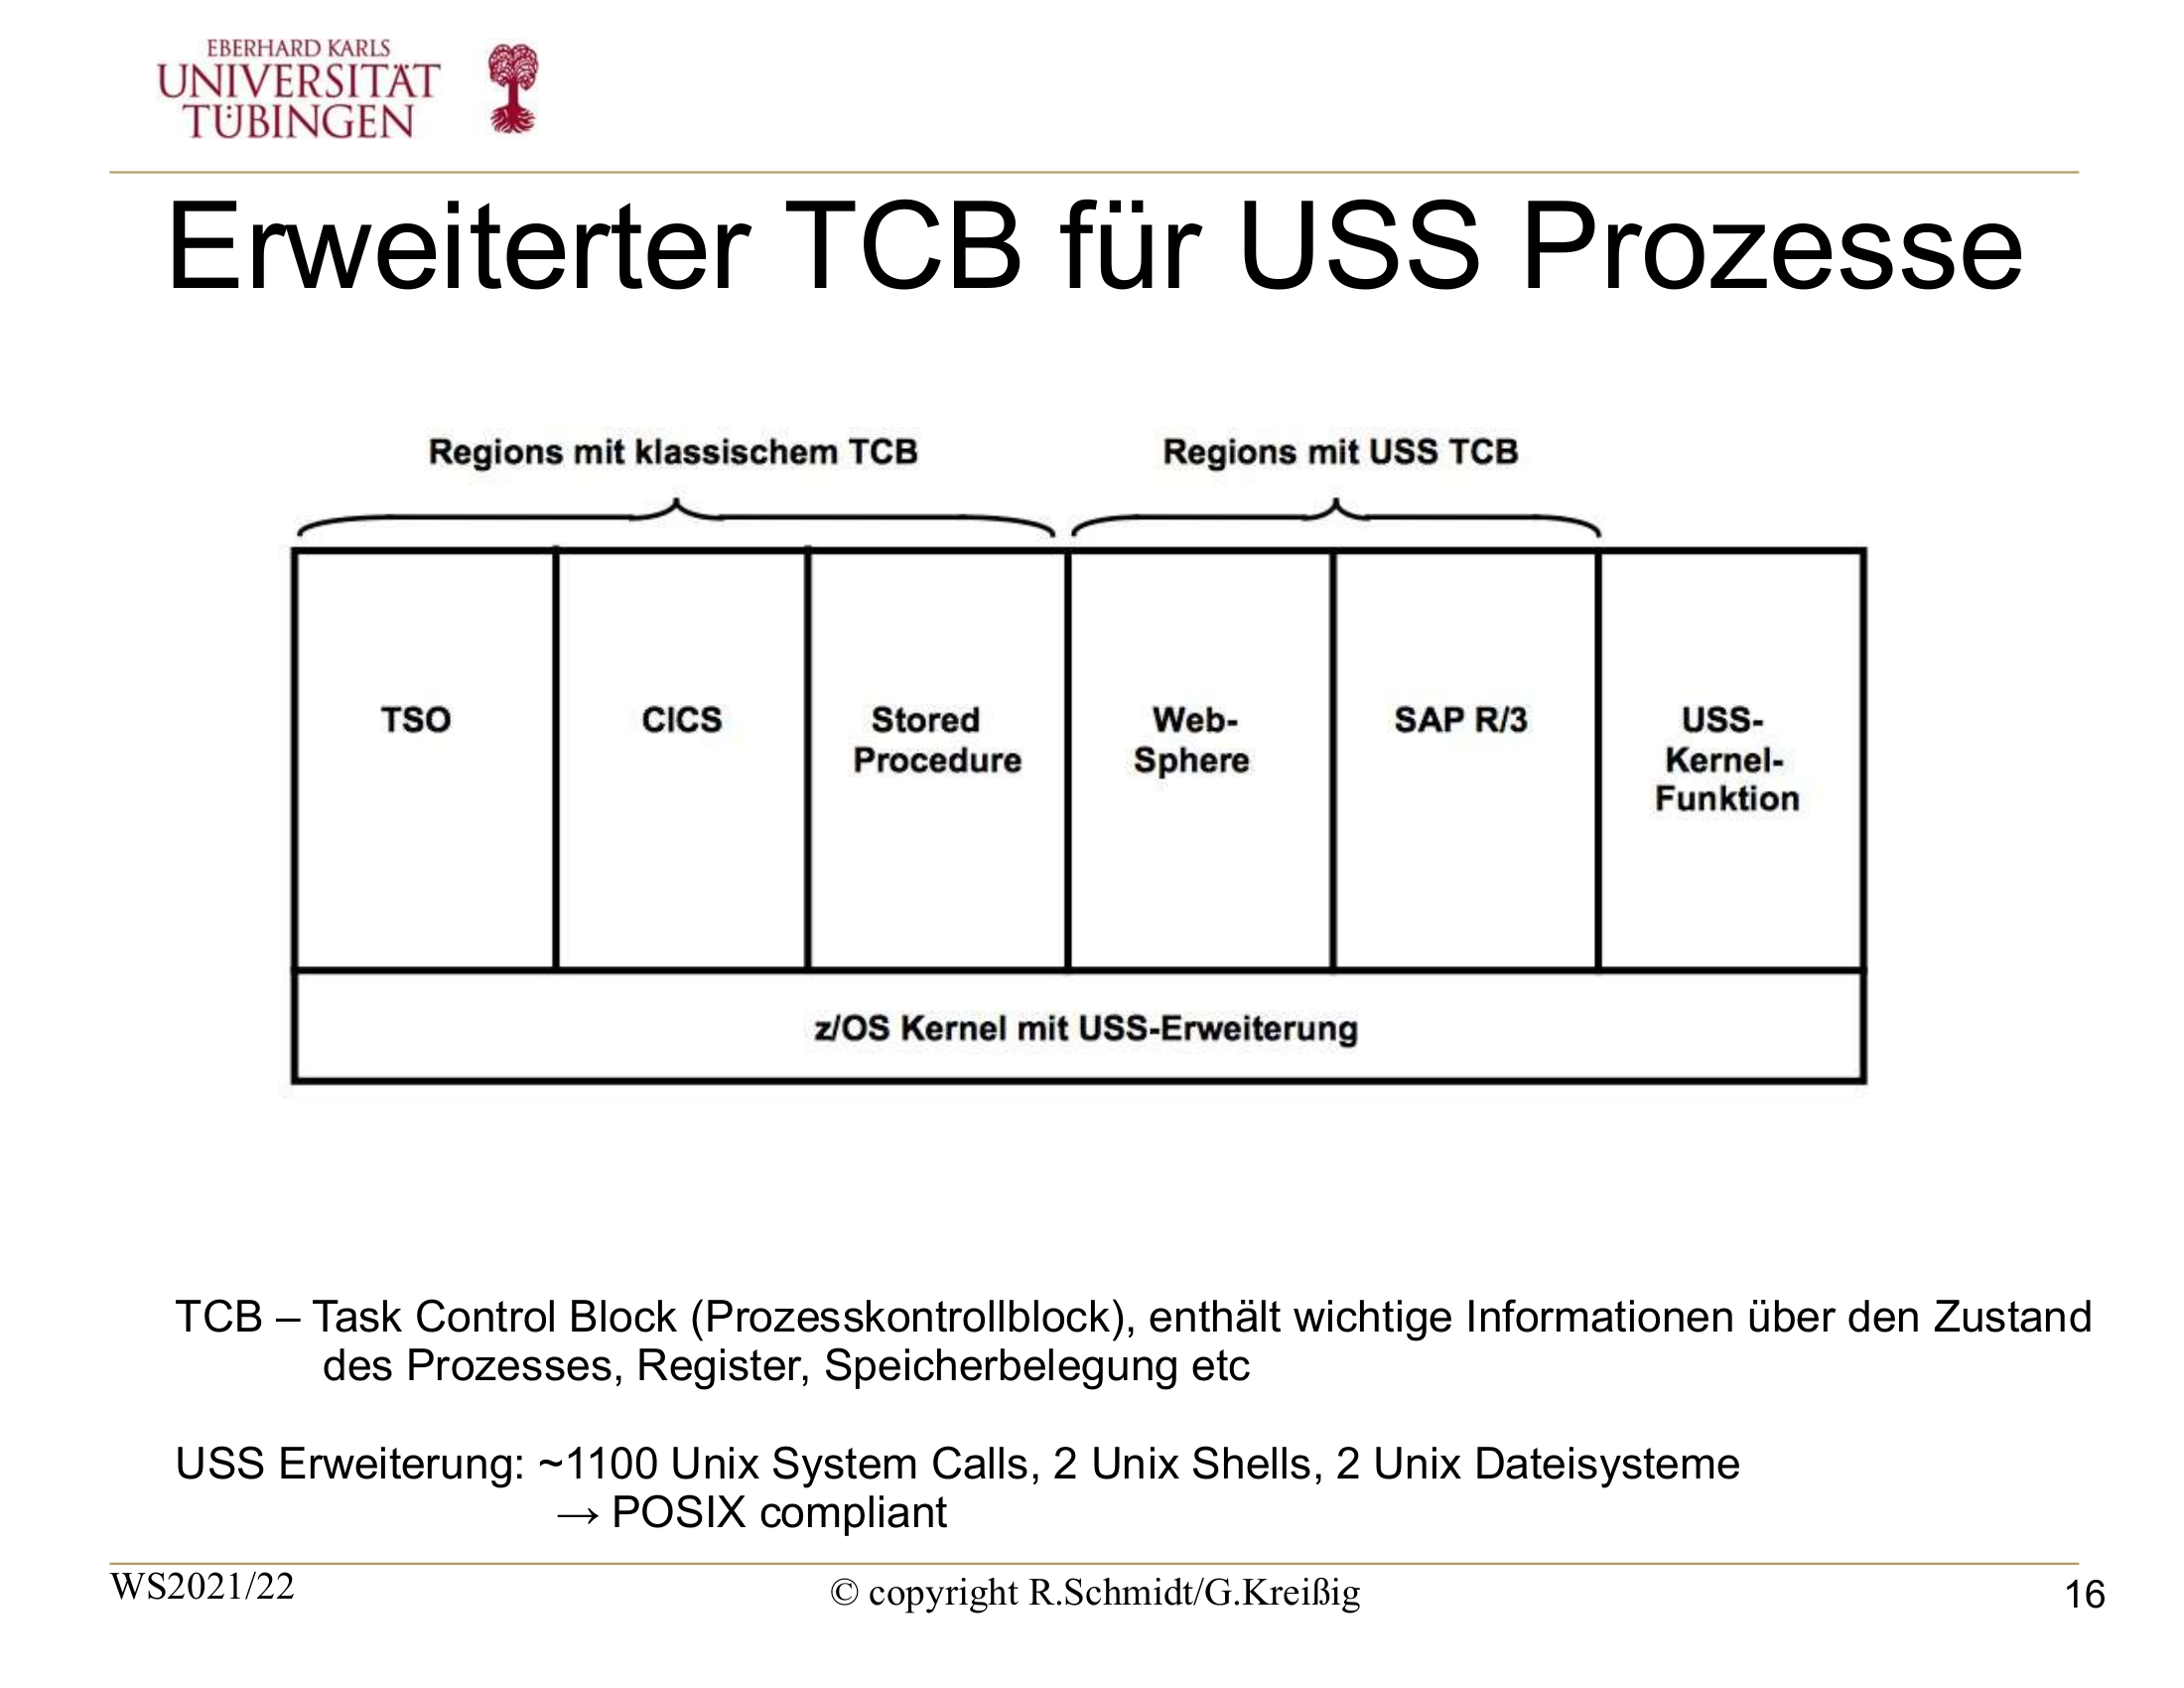 EBERHARD KARLS
UNIVERSITÄT
TÜBINGEN
Erweiterter TCB für USS Prozesse
Regions mit klassischem TCB
Regions mit USS TCB
TSO
CICS
Stored
Procedure
Web-
Sphere
SAP R/3
USS-
Kernel-
Funktion
z/OS Kernel mit USS-Erweiterung
TCB – Task Control Block (Prozesskontrollblock), enthält wichtige Informationen über den Zustand
des Prozesses, Register, Speicherbelegung etc
USS Erweiterung: ~1100 Unix System Calls, 2 Unix Shells, 2 Unix Dateisysteme
→ POSIX compliant
WS2021/22
© copyright R.Schmidt/G.Kreißig
16